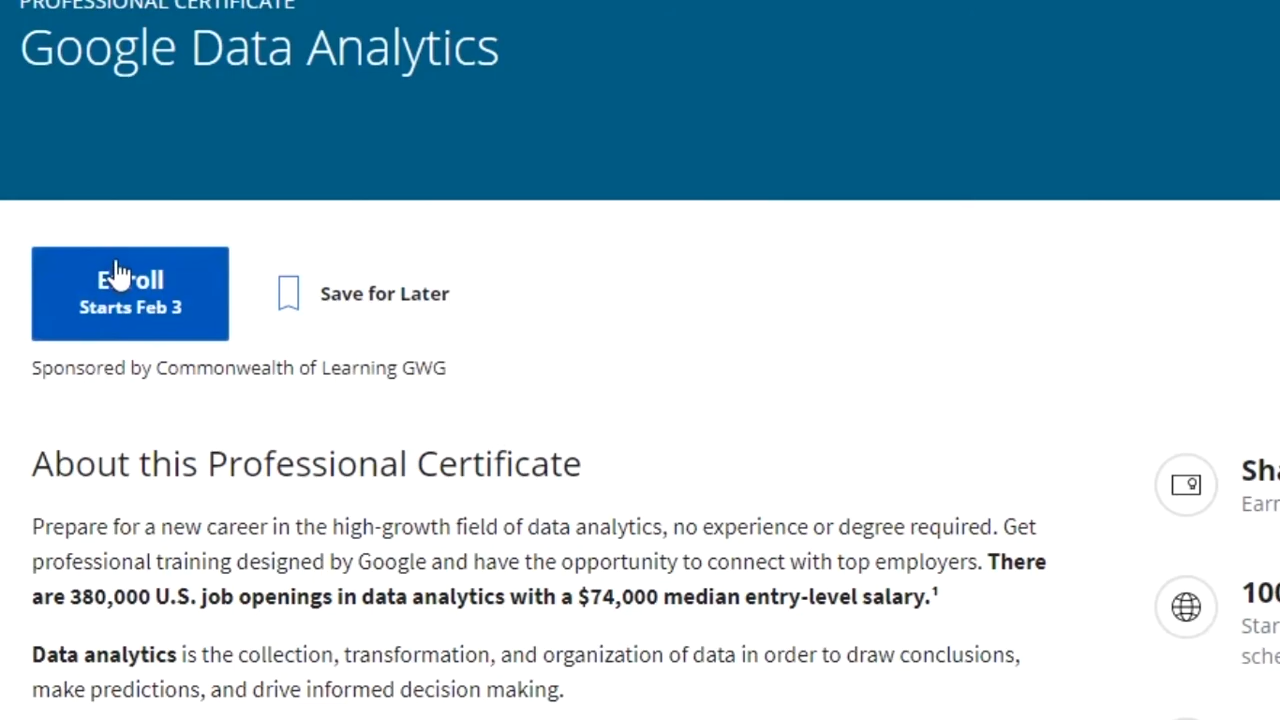 PROFESSIONAL CERTIFICATE
Google Data Analytics
Enroll
Starts Feb 3
Save for Later
Sponsored by Commonwealth of Learning GWG
About this Professional Certificate
Prepare for a new career in the high-growth field of data analytics, no experience or degree required. Get
professional training designed by Google and have the opportunity to connect with top employers. There
are 380,000 U.S. job openings in data analytics with a $74,000 median entry-level salary.¹
Data analytics is the collection, transformation, and organization of data in order to draw conclusions,
make predictions, and drive informed decision making.